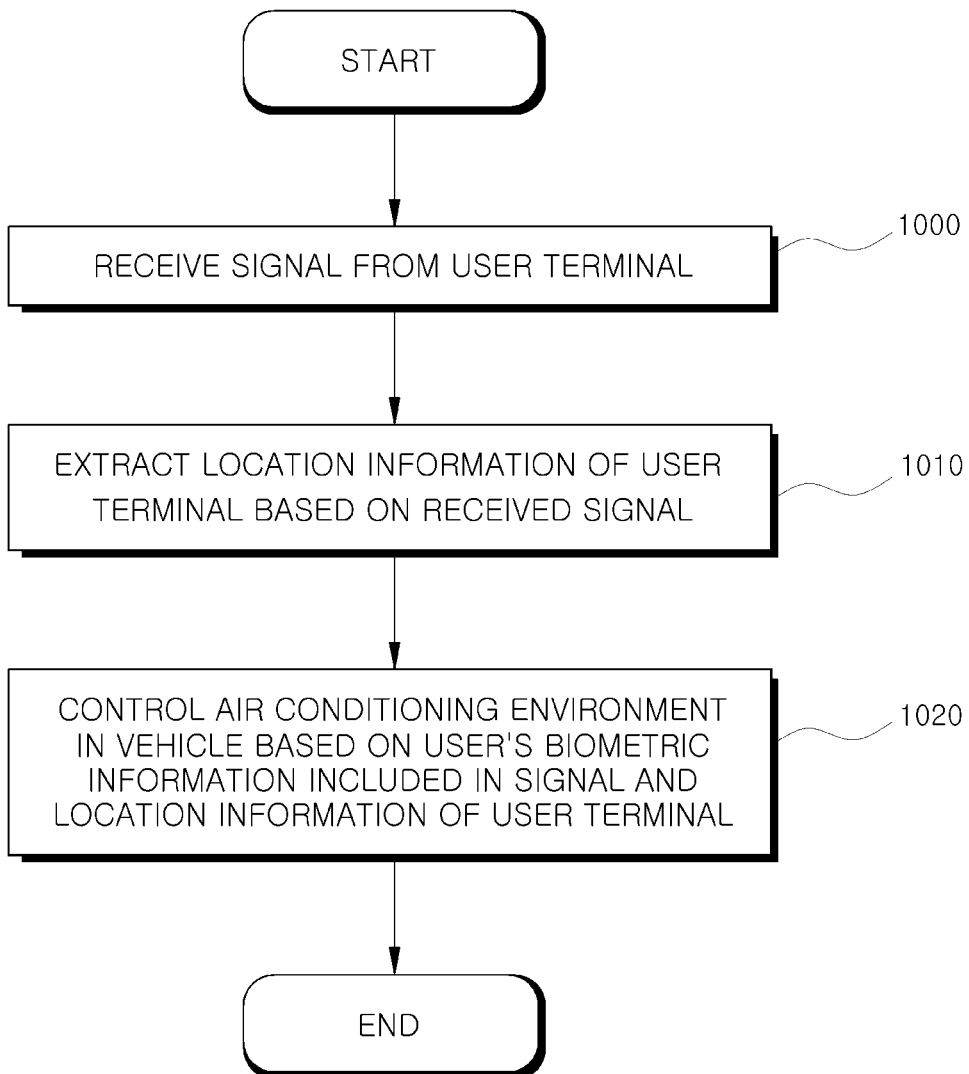 START
RECEIVE SIGNAL FROM USER TERMINAL
1000
EXTRACT LOCATION INFORMATION OF USER
TERMINAL BASED ON RECEIVED SIGNAL
1010
CONTROL AIR CONDITIONING ENVIRONMENT
IN VEHICLE BASED ON USER'S BIOMETRIC
INFORMATION INCLUDED IN SIGNAL AND
LOCATION INFORMATION OF USER TERMINAL
1020
END